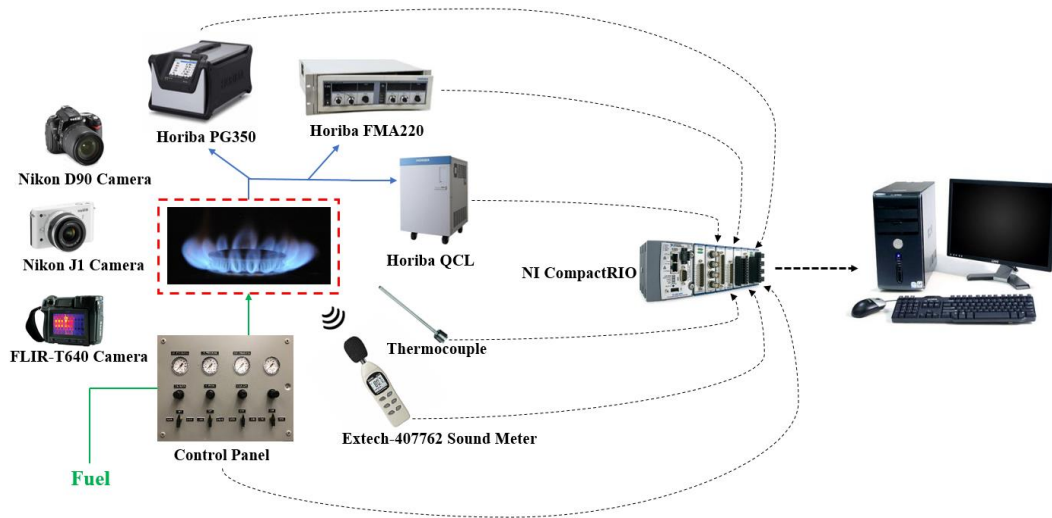 Horiba PG350
Horiba FMA220
Nikon D90 Camera
Nikon J1 Camera
Horiba QCL
NI CompactRIO
FLIR-T640 Camera
Thermocouple
Extech-407762 Sound Meter
Control Panel
Fuel